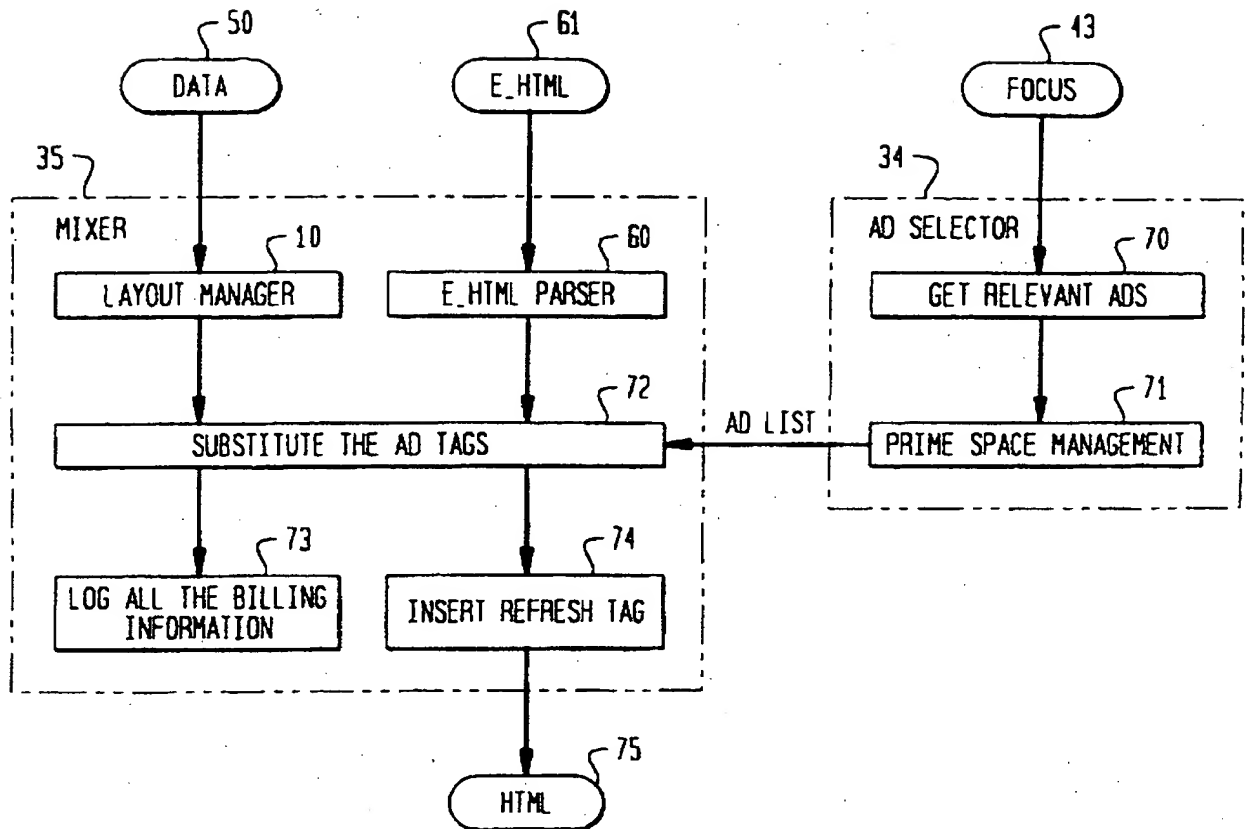 50
61
43
DATA
E_HTML
FOCUS
35
34
MIXER
AD SELECTOR
10
60
70
LAYOUT MANAGER
E_HTML PARSER
GET RELEVANT ADS
72
AD LIST
71
SUBSTITUTE THE AD TAGS
PRIME SPACE MANAGEMENT
73
74
LOG ALL THE BILLING
INFORMATION
INSERT REFRESH TAG
75
HTML